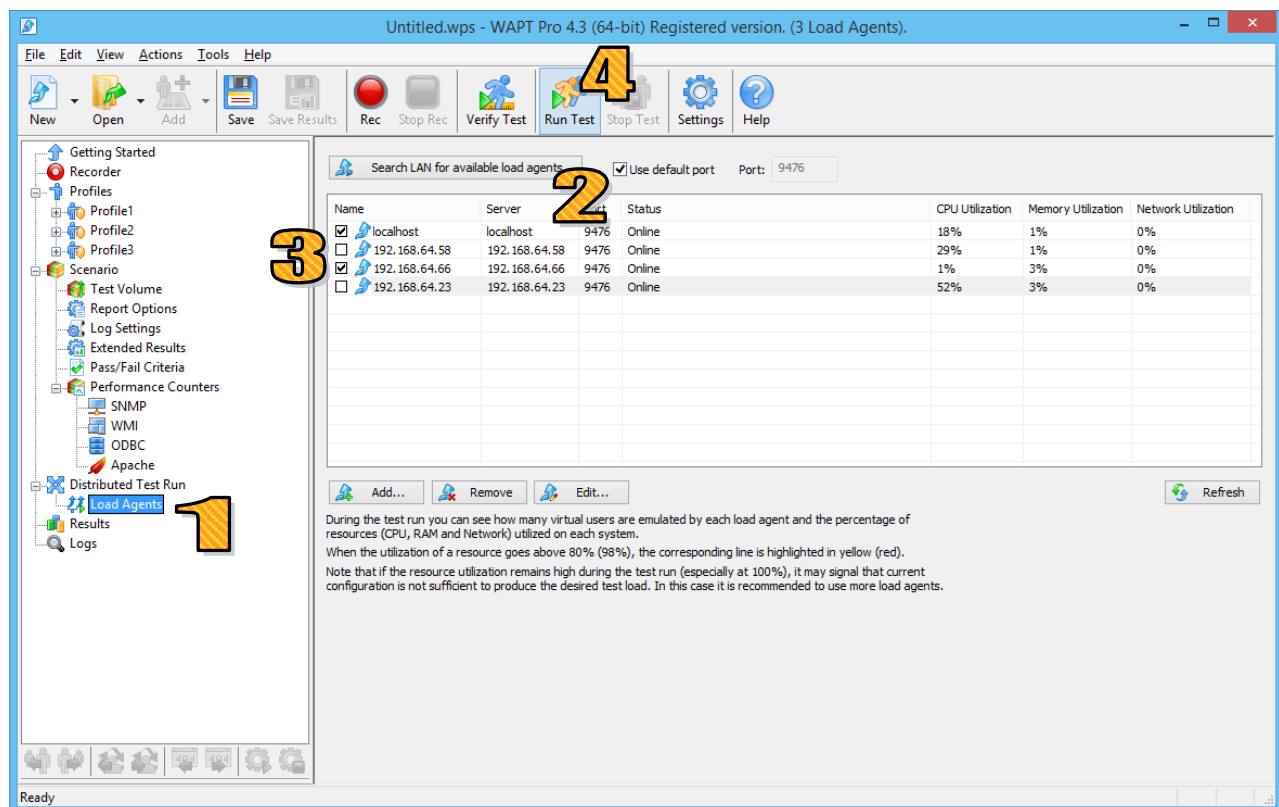 Untitled.wps - WAPT Pro 4.3 (64-bit) Registered version. (3 Load Agents).
File Edit View Actions Tools Help
4
New Open Add Save Save Results Rec Stop Rec Verify Test Run Test Stop Test Settings Help
Getting Started
Recorder
Profiles
Profile1
Profile2
Profile3
Scenario
Test Volume
Report Options
Log Settings
Extended Results
Pass/Fail Criteria
Performance Counters
SNMP
WMI
ODBC
Apache
Distributed Test Run
Load Agents
1
Results
Logs
Search LAN for available load agents
Use default port Port: 9476
2
3
Name Server Status CPU Utilization Memory Utilization Network Utilization
localhost localhost 9476 Online 18% 1% 0%
192.168.64.58 192.168.64.58 9476 Online 29% 1% 0%
192.168.64.66 192.168.64.66 9476 Online 1% 3% 0%
192.168.64.23 192.168.64.23 9476 Online 52% 3% 0%
Add... Remove Edit... Refresh
During the test run you can see how many virtual users are emulated by each load agent and the percentage of
resources (CPU, RAM and Network) utilized on each system.
When the utilization of a resource goes above 80% (98%), the corresponding line is highlighted in yellow (red).
Note that if the resource utilization remains high during the test run (especially at 100%), it may signal that current
configuration is not sufficient to produce the desired test load. In this case it is recommended to use more load agents.
404 404
Ready